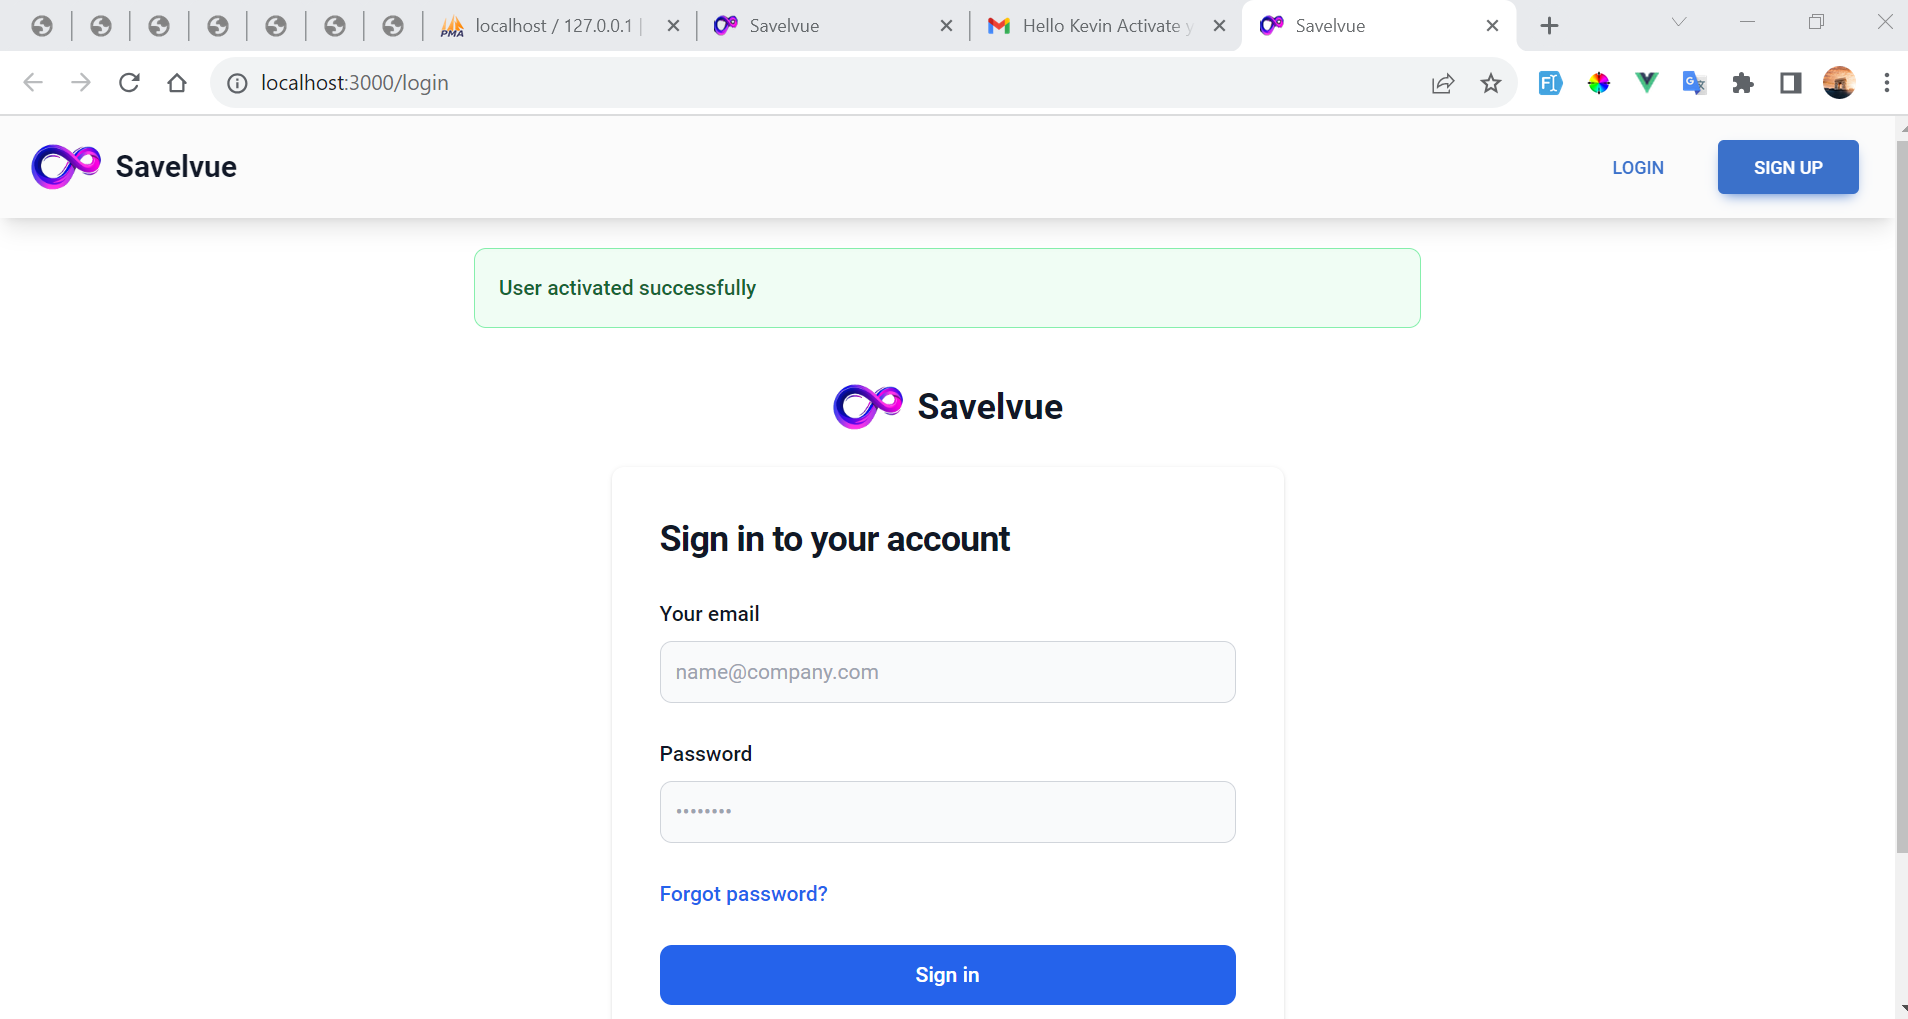 PMA
localhost / 127.0.0.1 |
Savelvue
Hello Kevin Activate y
Savelvue
localhost:3000/login
Savelvue
LOGIN
SIGN UP
User activated successfully
Savelvue
Sign in to your account
Your email
name@company.com
Password
••••••••
Forgot password?
Sign in